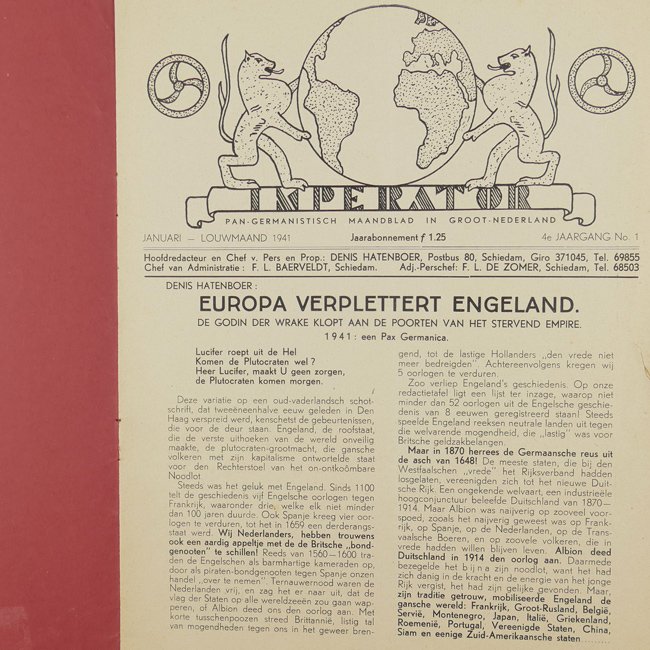 IMPERATOR
PAN-GERMANISTISCH MAANDBLAD IN GROOT-NEDERLAND
JANUARI — LOUWMAAND 1941 Jaarabonnement ƒ 1.25 4e JAARGANG No. 1
Hoofdredacteur en Chef v. Pers en Prop.: DENIS HATENBOER, Postbus 80, Schiedam, Giro 371045, Tel. 69855
Chef van Administratie : F. L. BAERVELDT, Schiedam. Adj.-Perschef: F. L. DE ZOMER, Schiedam, Tel. 68503
DENIS HATENBOER :
EUROPA VERPLETTERT ENGELAND.
DE GODIN DER WRAKE KLOPT AAN DE POORTEN VAN HET STERVEND EMPIRE.
1941: een Pax Germanica.
Lucifer roept uit de Hel
Komen de Plutocraten wel ?
Heer Lucifer, maakt U geen zorgen,
de Plutocraten komen morgen.
Deze variatie op een oud-vaderlandsch schot-
schrift, dat tweeëneenhalve eeuw geleden in Den
Haag verspreid werd, kenschetst de gebeurtenissen,
die voor de deur staan. Engeland, de roofstaat,
die de verste uithoeken van de wereld onveilig
maakte, de plutocraten-grootmacht, die gansche
volkeren met zijn kapitalisme ontwortelde staat
voor den Rechterstoel van het on-ontkoombare
Noodlot.
Steeds was het geluk met Engeland. Sinds 1100
telt de geschiedenis vijf Engelsche oorlogen tegen
Frankrijk, waaronder drie, welke elk niet minder
dan 100 jaren duurde. Ook Spanje kreeg vier oor-
logen te verduren, tot het in 1659 een derderangs-
staat werd. Wij Nederlanders, hebben trouwens
ook een aardig appeltje met de de Britsche „bond-
genooten” te schillen! Reeds van 1560—1600 tra-
den de Engelschen als barmhartige kameraden op,
door als piraten-bondgenooten tegen Spanje onzen
handel „over te nemen”. Ternauwernood waren de
Nederlanden vrij, en zag het er naar uit, dat de
vlag der Staten op alle wereldzeeën zou gaan wap-
peren, of Albion deed ons den oorlog aan. Met
korte tusschenpoozen streed Brittannië, listig tal
van mogendheden tegen ons in het geweer bren-
gend, tot de lastige Hollanders „den vrede niet
meer bedreigden”. Achtereenvolgens kregen wij
5 oorlogen te verduren.
Zoo verliep Engeland's geschiedenis. Op onze
redactietafel ligt een lijst ter inzage, waarop niet
minder dan 52 oorlogen uit de Engelsche geschie-
denis van 8 eeuwen geregistreerd staan! Steeds
speelde Engeland reeksen neutrale landen uit tegen
die welvarende mogendheid, die „lastig” was voor
Britsche geldzakbelangen.
Maar in 1870 herrees de Germaansche reus uit
de asch van 1648! De meeste staten, die bij den
Westfaalschen „vrede” het Rijksverband hadden
losgelaten, vereenigden zich tot het nieuwe Duit-
sche Rijk. Een ongekende welvaart, een industrieële
hoogconjunctuur beleefde Duitschland van 1870—
1914. Maar Albion was naijverig op zooveel voor-
spoed, zooals het naijverig geweest was op Frank-
rijk, op Spanje, op de Nederlanden, op de Trans-
vaalsche Boeren, en op zoovele volkeren, die in
vrede hadden willen blijven leven. Albion deed
Duitschland in 1914 den oorlog aan. Daarmede
bezegelde het bijna zijn noodlot, want het had
zich danig in de kracht en de energie van het jonge
Rijk vergist, het had zijn gelijke gevonden. Maar,
zijn traditie getrouw, mobiliseerde Engeland de
gansche wereld: Frankrijk, Groot-Rusland, België,
Servië, Montenegro, Japan, Italië, Griekenland,
Roemenië, Portugal, Vereenigde Staten, China,
Siam en eenige Zuid-Amerikaansche staten